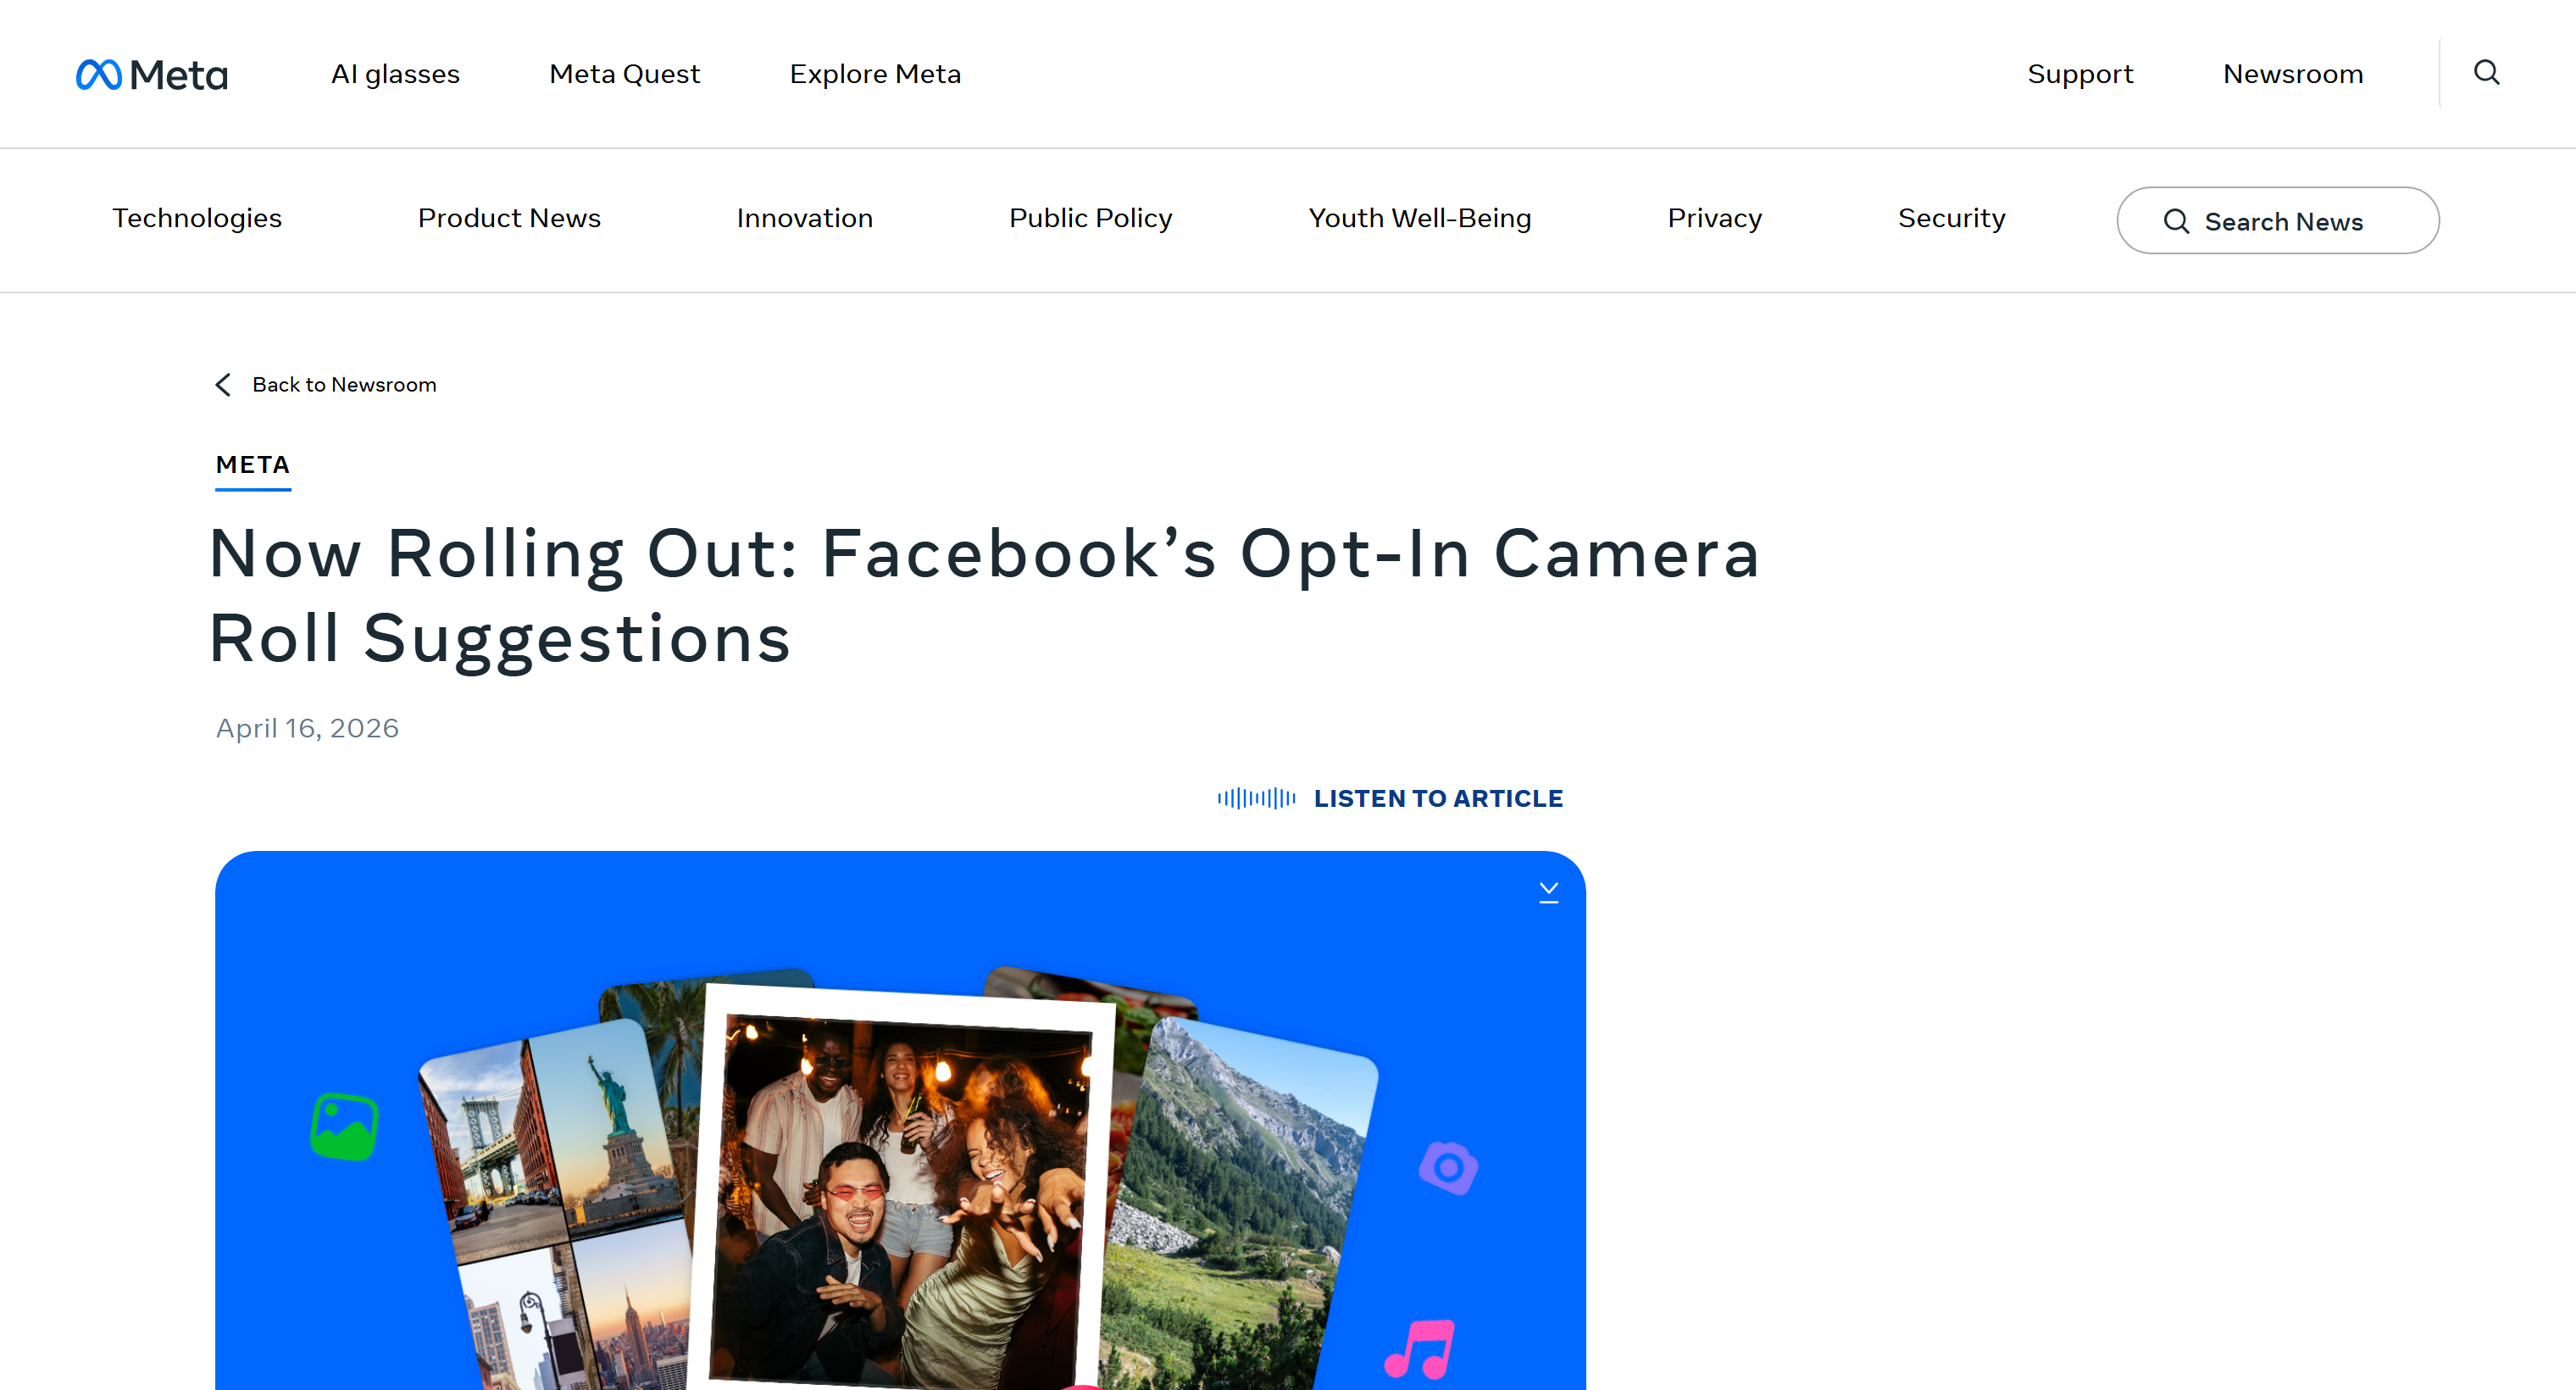 Meta
AI glasses
Meta Quest
Explore Meta
Support
Newsroom
Technologies
Product News
Innovation
Public Policy
Youth Well-Being
Privacy
Security
Search News
Back to Newsroom
META
Now Rolling Out: Facebook’s Opt-In Camera
Roll Suggestions
April 16, 2026
LISTEN TO ARTICLE